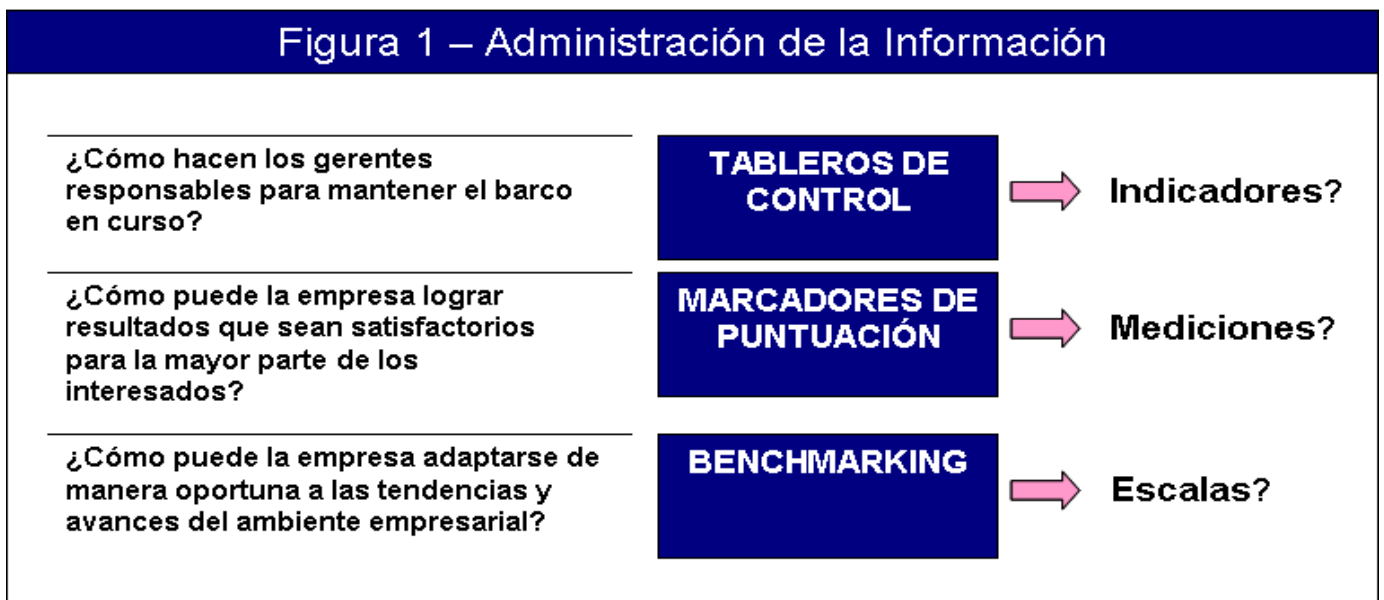 Figura 1 – Administración de la Información
¿Cómo hacen los gerentes
responsables para mantener el barco
en curso?
TABLEROS DE
CONTROL
Indicadores?
¿Cómo puede la empresa lograr
resultados que sean satisfactorios
para la mayor parte de los
interesados?
MARCADORES DE
PUNTUACIÓN
Mediciones?
¿Cómo puede la empresa adaptarse de
manera oportuna a las tendencias y
avances del ambiente empresarial?
BENCHMARKING
Escalas?